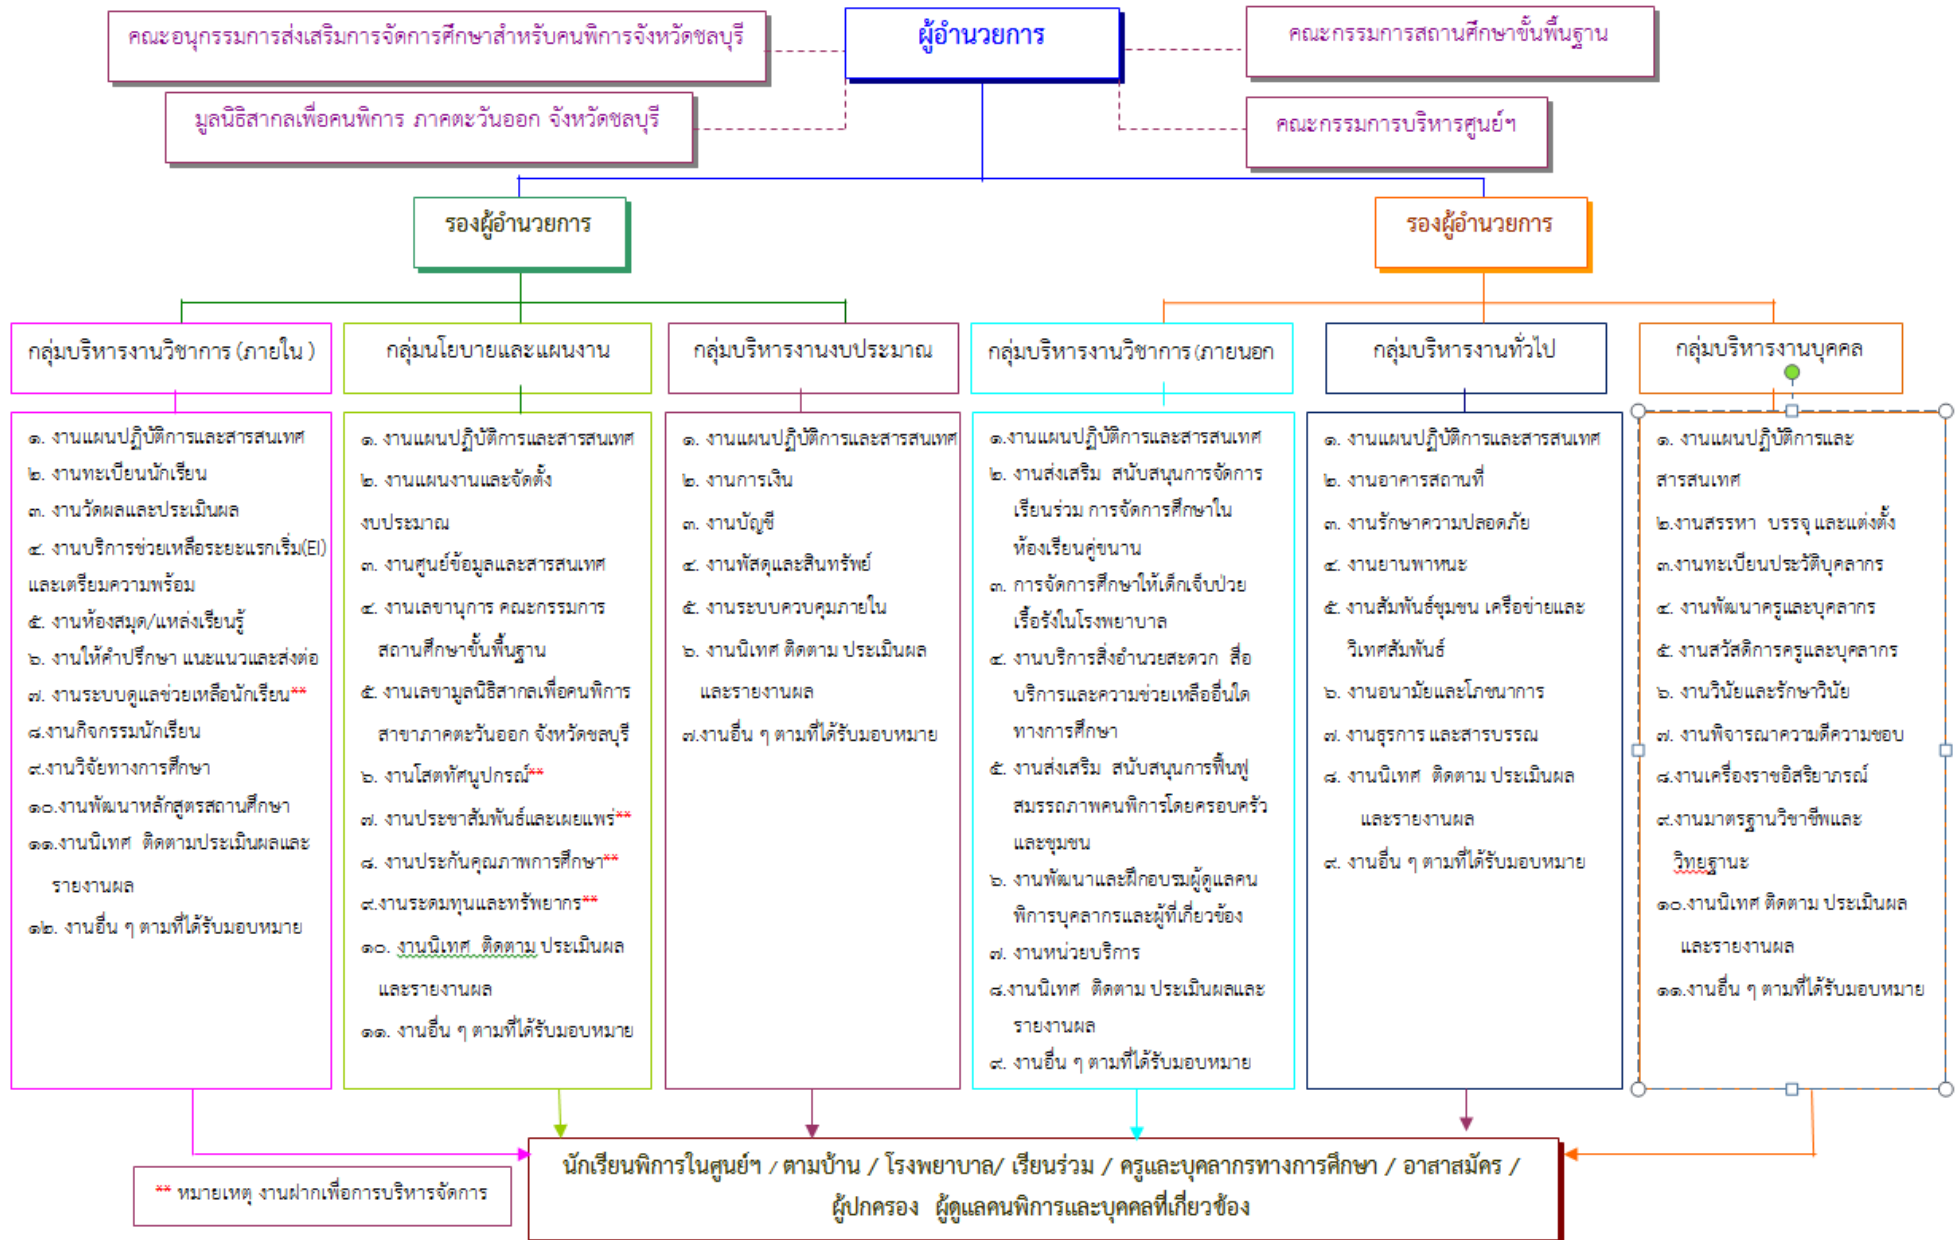 คณะอนุกรรมการส่งเสริมการจัดการศึกษาสำหรับคนพิการจังหวัดชลบุรี
ผู้อำนวยการ
คณะกรรมการสถานศึกษาขั้นพื้นฐาน
มูลนิธิสากลเพื่อคนพิการ ภาคตะวันออก จังหวัดชลบุรี
คณะกรรมการบริหารศูนย์ฯ
รองผู้อำนวยการ
รองผู้อำนวยการ
กลุ่มบริหารงานวิชาการ (ภายใน )
๑. งานแผนปฏิบัติการและสารสนเทศ
๒. งานทะเบียนนักเรียน
๓. งานวัดผลและประเมินผล
๔. งานบริการช่วยเหลือระยะแรกเริ่ม(EI)
และเตรียมความพร้อม
๕. งานห้องสมุด/แหล่งเรียนรู้
๖. งานให้คำปรึกษา แนะแนวและส่งต่อ
๗. งานระบบดูแลช่วยเหลือนักเรียน**
๘.งานกิจกรรมนักเรียน
๙.งานวิจัยทางการศึกษา
๑๐.งานพัฒนาหลักสูตรสถานศึกษา
๑๑.งานนิเทศ ติดตามประเมินผลและ
รายงานผล
๑๒. งานอื่น ๆ ตามที่ได้รับมอบหมาย
กลุ่มนโยบายและแผนงาน
๑. งานแผนปฏิบัติการและสารสนเทศ
๒. งานแผนงานและจัดตั้ง
งบประมาณ
๓. งานศูนย์ข้อมูลและสารสนเทศ
๔. งานเลขานุการ คณะกรรมการ
สถานศึกษาขั้นพื้นฐาน
๕. งานเลขามูลนิธิสากลเพื่อคนพิการ
สาขาภาคตะวันออก จังหวัดชลบุรี
๖. งานโสตทัศนูปกรณ์**
๗. งานประชาสัมพันธ์และเผยแพร่**
๘. งานประกันคุณภาพการศึกษา**
๙.งานระดมทุนและทรัพยากร**
๑๐. งานนิเทศ ติดตาม ประเมินผล
และรายงานผล
๑๑. งานอื่น ๆ ตามที่ได้รับมอบหมาย
กลุ่มบริหารงานงบประมาณ
๑. งานแผนปฏิบัติการและสารสนเทศ
๒. งานการเงิน
๓. งานบัญชี
๔. งานพัสดุและสินทรัพย์
๕. งานระบบควบคุมภายใน
๖. งานนิเทศ ติดตาม ประเมินผล
และรายงานผล
๗.งานอื่น ๆ ตามที่ได้รับมอบหมาย
กลุ่มบริหารงานวิชาการ (ภายนอก
๑.งานแผนปฏิบัติการและสารสนเทศ
๒. งานส่งเสริม สนับสนุนการจัดการ
เรียนร่วม การจัดการศึกษาใน
ห้องเรียนคู่ขนาน
๓. การจัดการศึกษาให้เด็กเจ็บป่วย
เรื้อรังในโรงพยาบาล
๔. งานบริการสิ่งอำนวยสะดวก สื่อ
บริการและความช่วยเหลืออื่นใด
ทางการศึกษา
๕. งานส่งเสริม สนับสนุนการฟื้นฟู
สมรรถภาพคนพิการโดยครอบครัว
และชุมชน
๖. งานพัฒนาและฝึกอบรมผู้ดูแลคน
พิการบุคลากรและผู้ที่เกี่ยวข้อง
๗. งานหน่วยบริการ
๘.งานนิเทศ ติดตาม ประเมินผลและ
รายงานผล
๙. งานอื่น ๆ ตามที่ได้รับมอบหมาย
กลุ่มบริหารงานทั่วไป
๑. งานแผนปฏิบัติการและสารสนเทศ
๒. งานอาคารสถานที่
๓. งานรักษาความปลอดภัย
๔. งานยานพาหนะ
๕. งานสัมพันธ์ชุมชน เครือข่ายและ
วิเทศสัมพันธ์
๖. งานอนามัยและโภชนาการ
๗. งานธุรการ และสารบรรณ
๘. งานนิเทศ ติดตาม ประเมินผล
และรายงานผล
๙. งานอื่น ๆ ตามที่ได้รับมอบหมาย
กลุ่มบริหารงานบุคคล
๑. งานแผนปฏิบัติการและ
สารสนเทศ
๒.งานสรรหา บรรจุ และแต่งตั้ง
๓.งานทะเบียนประวัติบุคลากร
๔. งานพัฒนาครูและบุคลากร
๕. งานสวัสดิการครูและบุคลากร
๖. งานวินัยและรักษาวินัย
๗. งานพิจารณาความดีความชอบ
๘.งานเครื่องราชอิสริยาภรณ์
๙.งานมาตรฐานวิชาชีพและ
วิทยฐานะ
๑๐.งานนิเทศ ติดตาม ประเมินผล
และรายงานผล
๑๑.งานอื่น ๆ ตามที่ได้รับมอบหมาย
นักเรียนพิการในศูนย์ฯ / ตามบ้าน / โรงพยาบาล/ เรียนร่วม / ครูและบุคลากรทางการศึกษา / อาสาสมัคร /
ผู้ปกครอง ผู้ดูแลคนพิการและบุคคลที่เกี่ยวข้อง
** หมายเหตุ งานฝากเพื่อการบริหารจัดการ